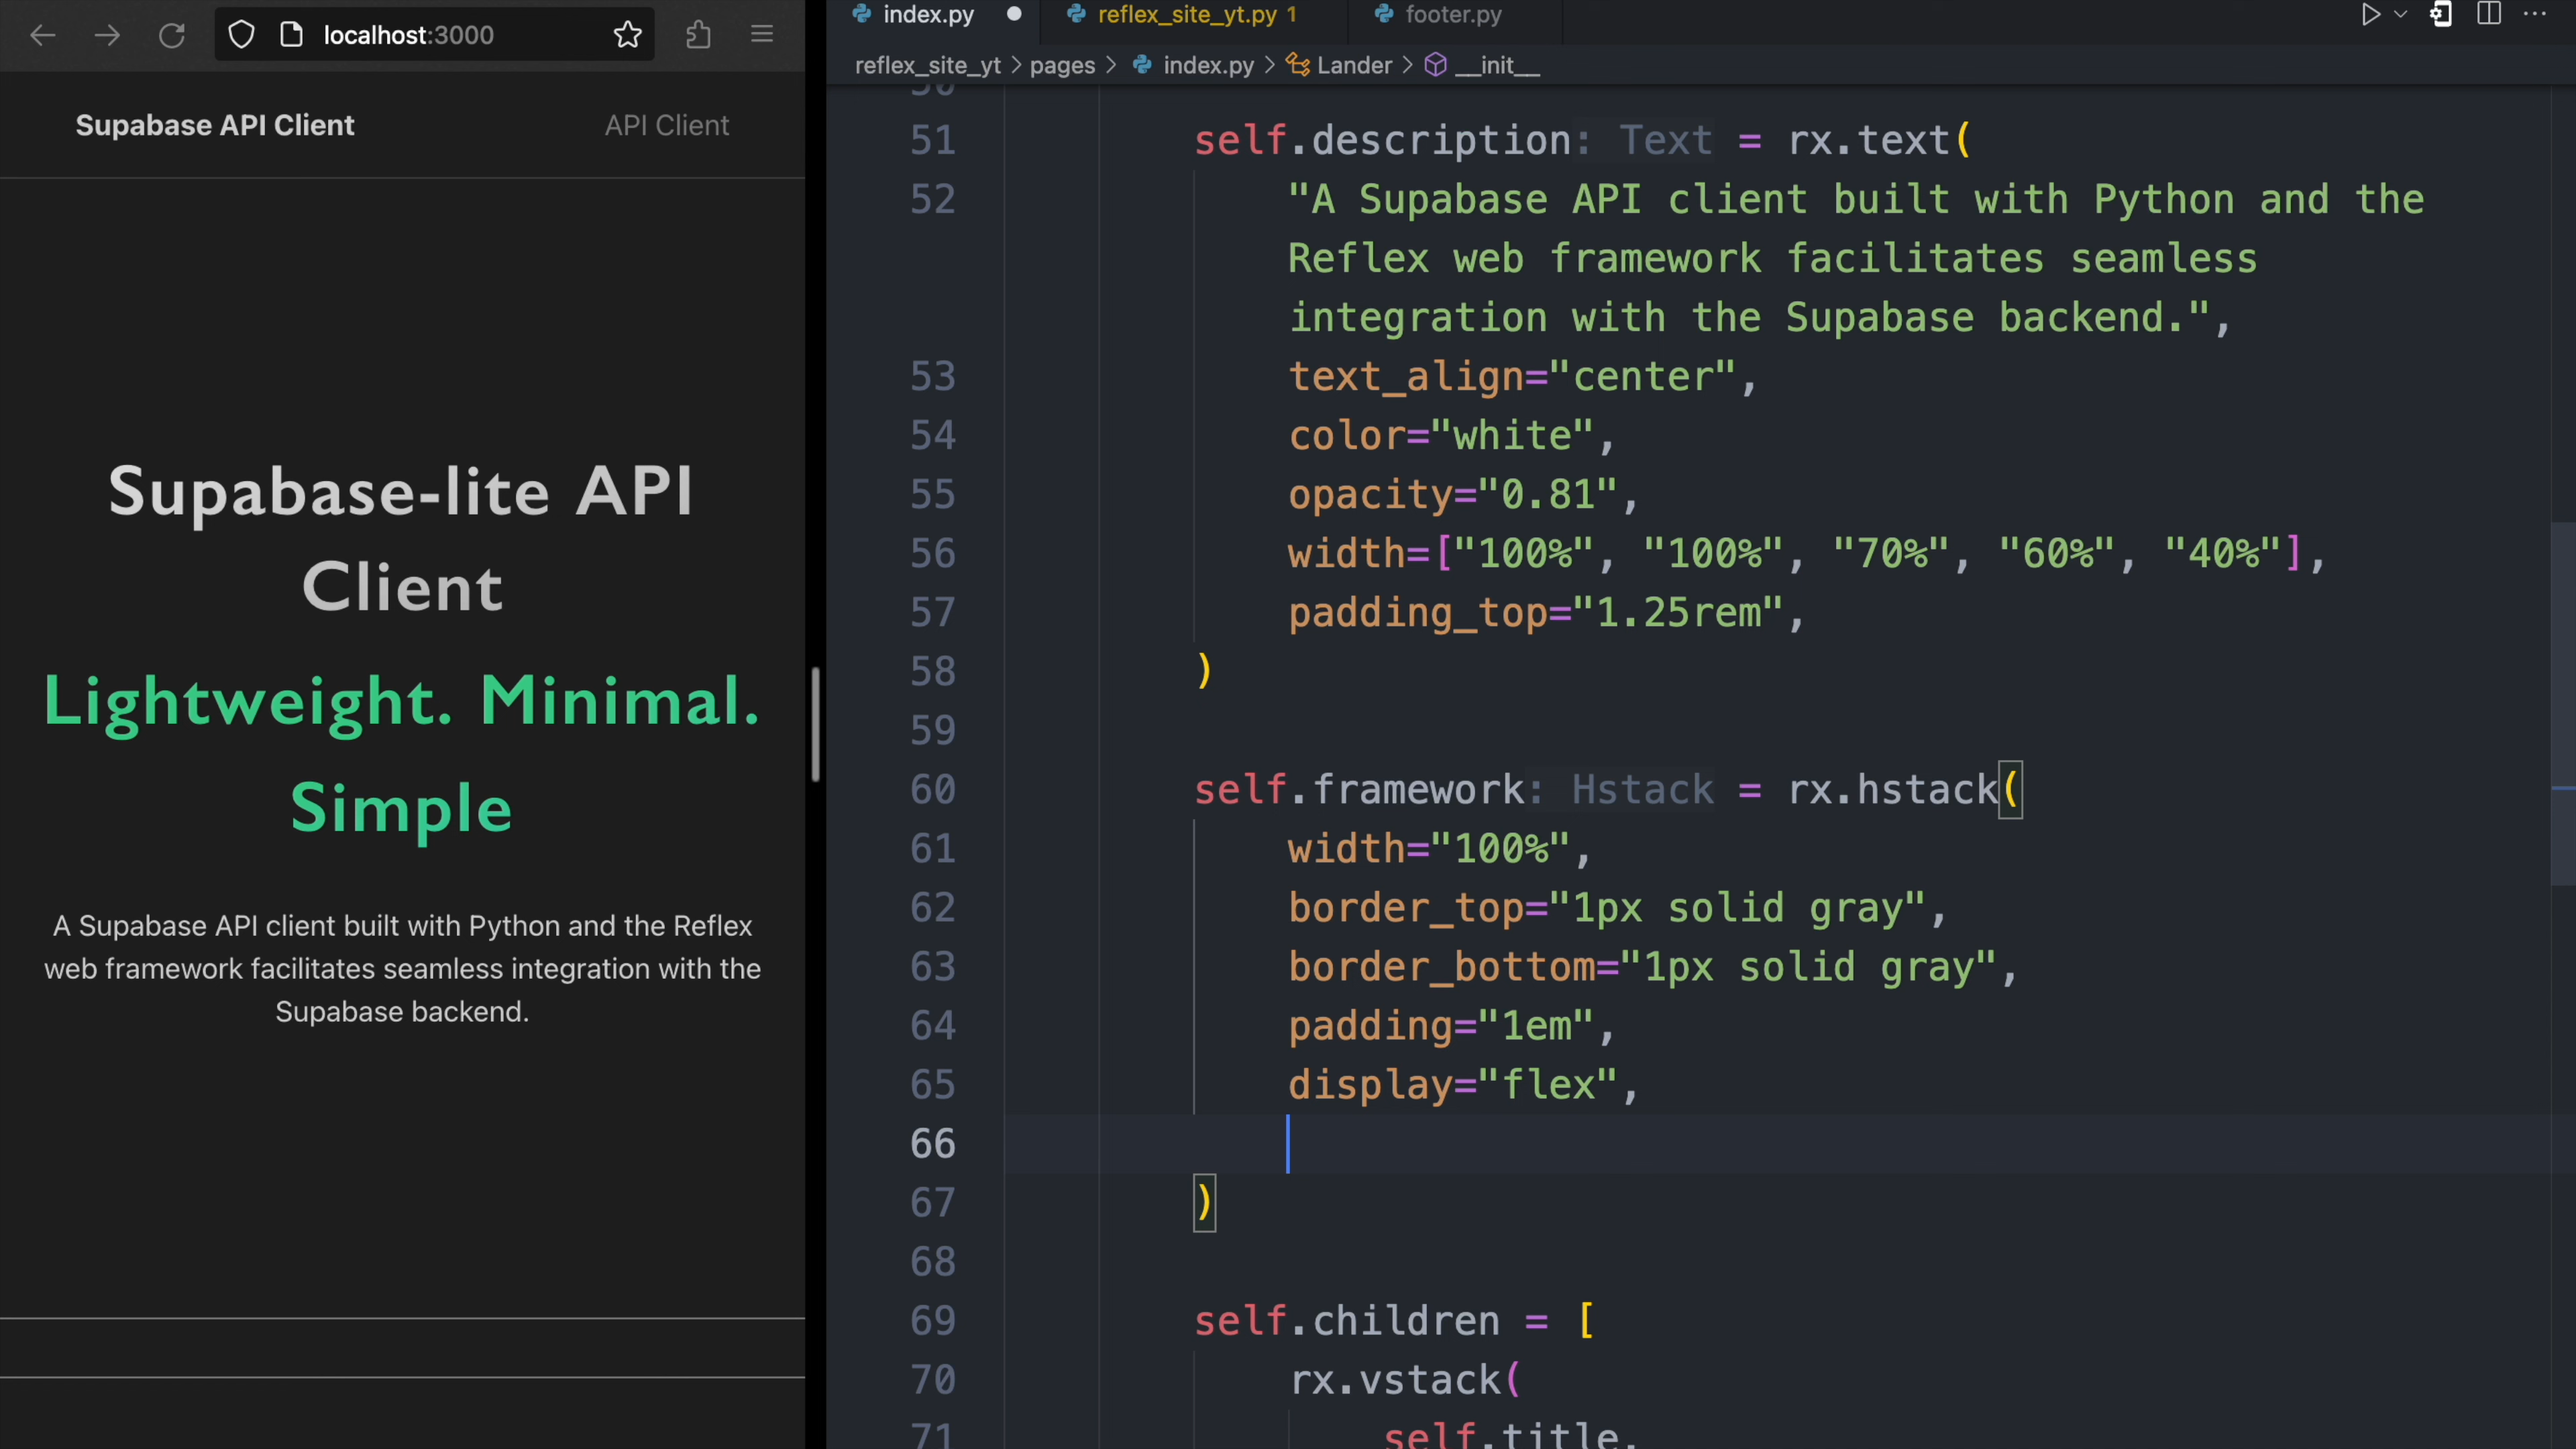 localhost:3000
Supabase API Client
API Client
Supabase-lite API
Client
Lightweight. Minimal.
Simple
A Supabase API client built with Python and the Reflex
web framework facilitates seamless integration with the
Supabase backend.
index.py
reflex_site_yt.py 1
footer.py
reflex_site_yt > pages > index.py > Lander > __init__
50
51 self.description: Text = rx.text(
52 "A Supabase API client built with Python and the
Reflex web framework facilitates seamless
integration with the Supabase backend.",
53 text_align="center",
54 color="white",
55 opacity="0.81",
56 width=["100%", "100%", "70%", "60%", "40%"],
57 padding_top="1.25rem",
58 )
59
60 self.framework: Hstack = rx.hstack(
61 width="100%",
62 border_top="1px solid gray",
63 border_bottom="1px solid gray",
64 padding="1em",
65 display="flex",
66
67 )
68
69 self.children = [
70 rx.vstack(
71 self.title,